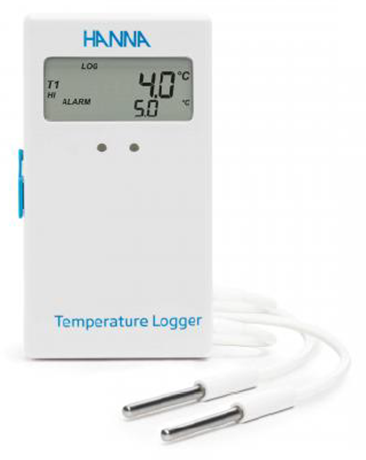 HANNA
LOG
T1 4.0°C
HI
ALARM 5.0 °C
Temperature Logger